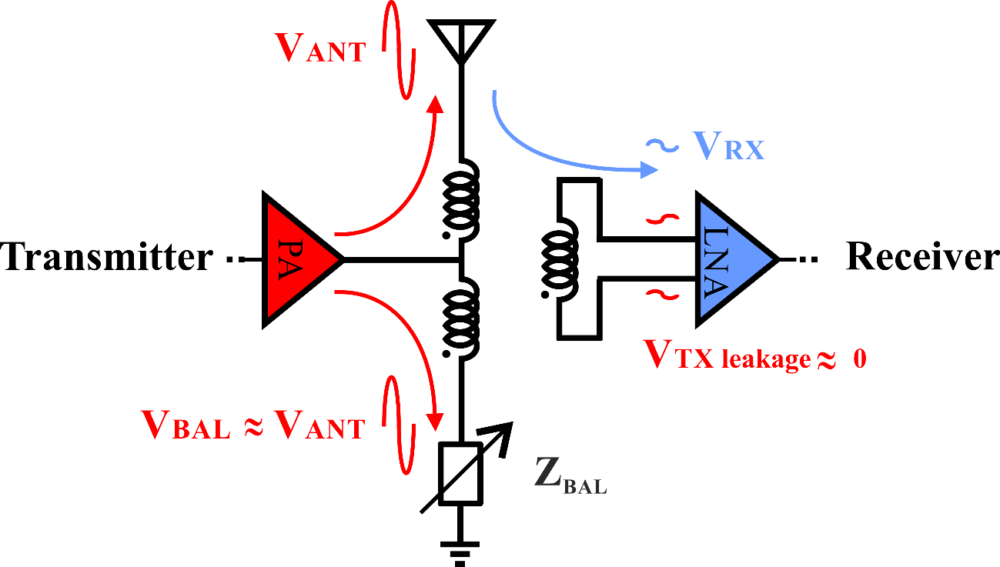 VANT
VRX
Transmitter
PA
LNA
Receiver
VTX leakage ≈ 0
VBAL ≈ VANT
ZBAL